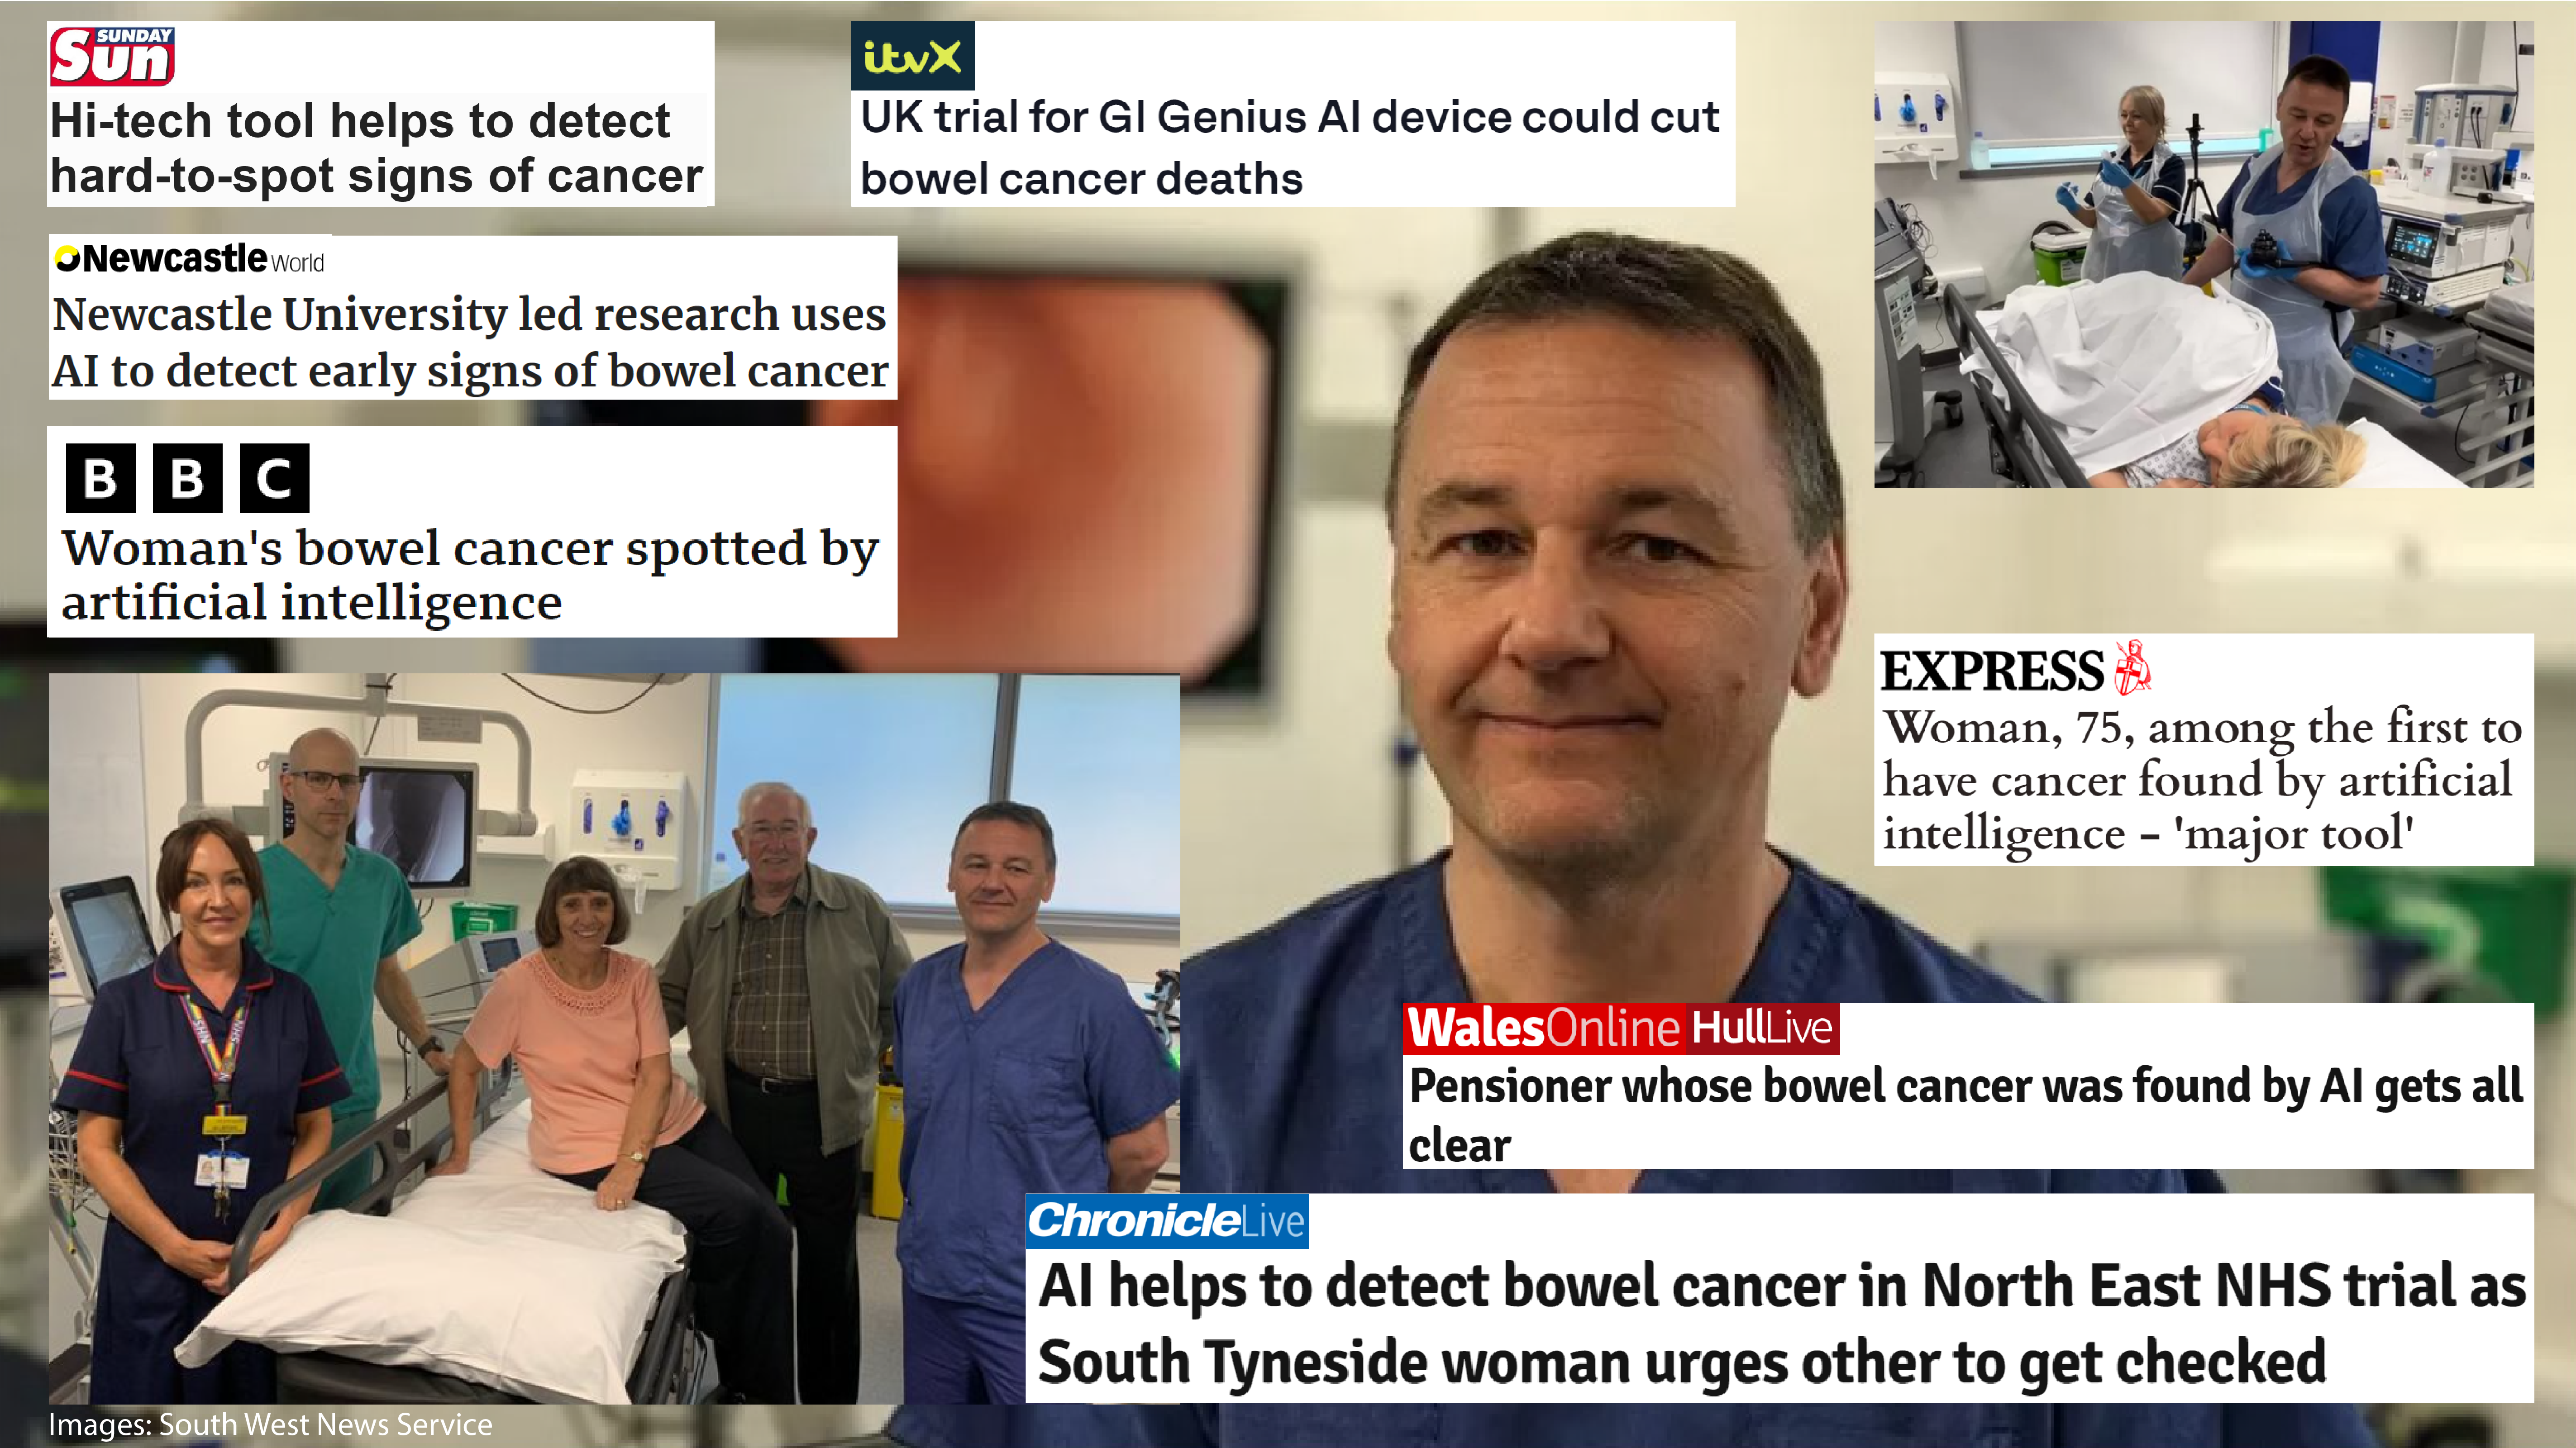 SUNDAY
Sun
Hi-tech tool helps to detect
hard-to-spot signs of cancer
itvX
UK trial for GI Genius AI device could cut
bowel cancer deaths
Newcastle World
Newcastle University led research uses
AI to detect early signs of bowel cancer
BBC
Woman's bowel cancer spotted by
artificial intelligence
EXPRESS
Woman, 75, among the first to
have cancer found by artificial
intelligence - 'major tool'
WalesOnline HullLive
Pensioner whose bowel cancer was found by AI gets all
clear
ChronicleLive
AI helps to detect bowel cancer in North East NHS trial as
South Tyneside woman urges other to get checked
NHS
NHS
Images: South West News Service